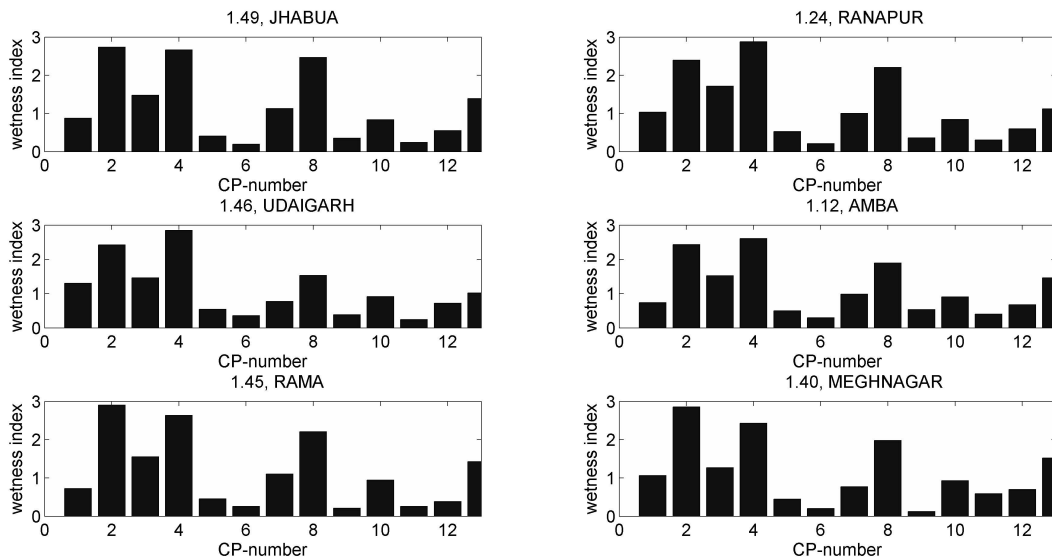 1.49, JHABUA
wetness index
3
2
1
0
0 2 4 6 8 10 12
CP-number
1.24, RANAPUR
wetness index
3
2
1
0
0 2 4 6 8 10 12
CP-number
1.46, UDAIGARH
wetness index
3
2
1
0
0 2 4 6 8 10 12
CP-number
1.12, AMBA
wetness index
3
2
1
0
0 2 4 6 8 10 12
CP-number
1.45, RAMA
wetness index
3
2
1
0
0 2 4 6 8 10 12
CP-number
1.40, MEGHNAGAR
wetness index
3
2
1
0
0 2 4 6 8 10 12
CP-number